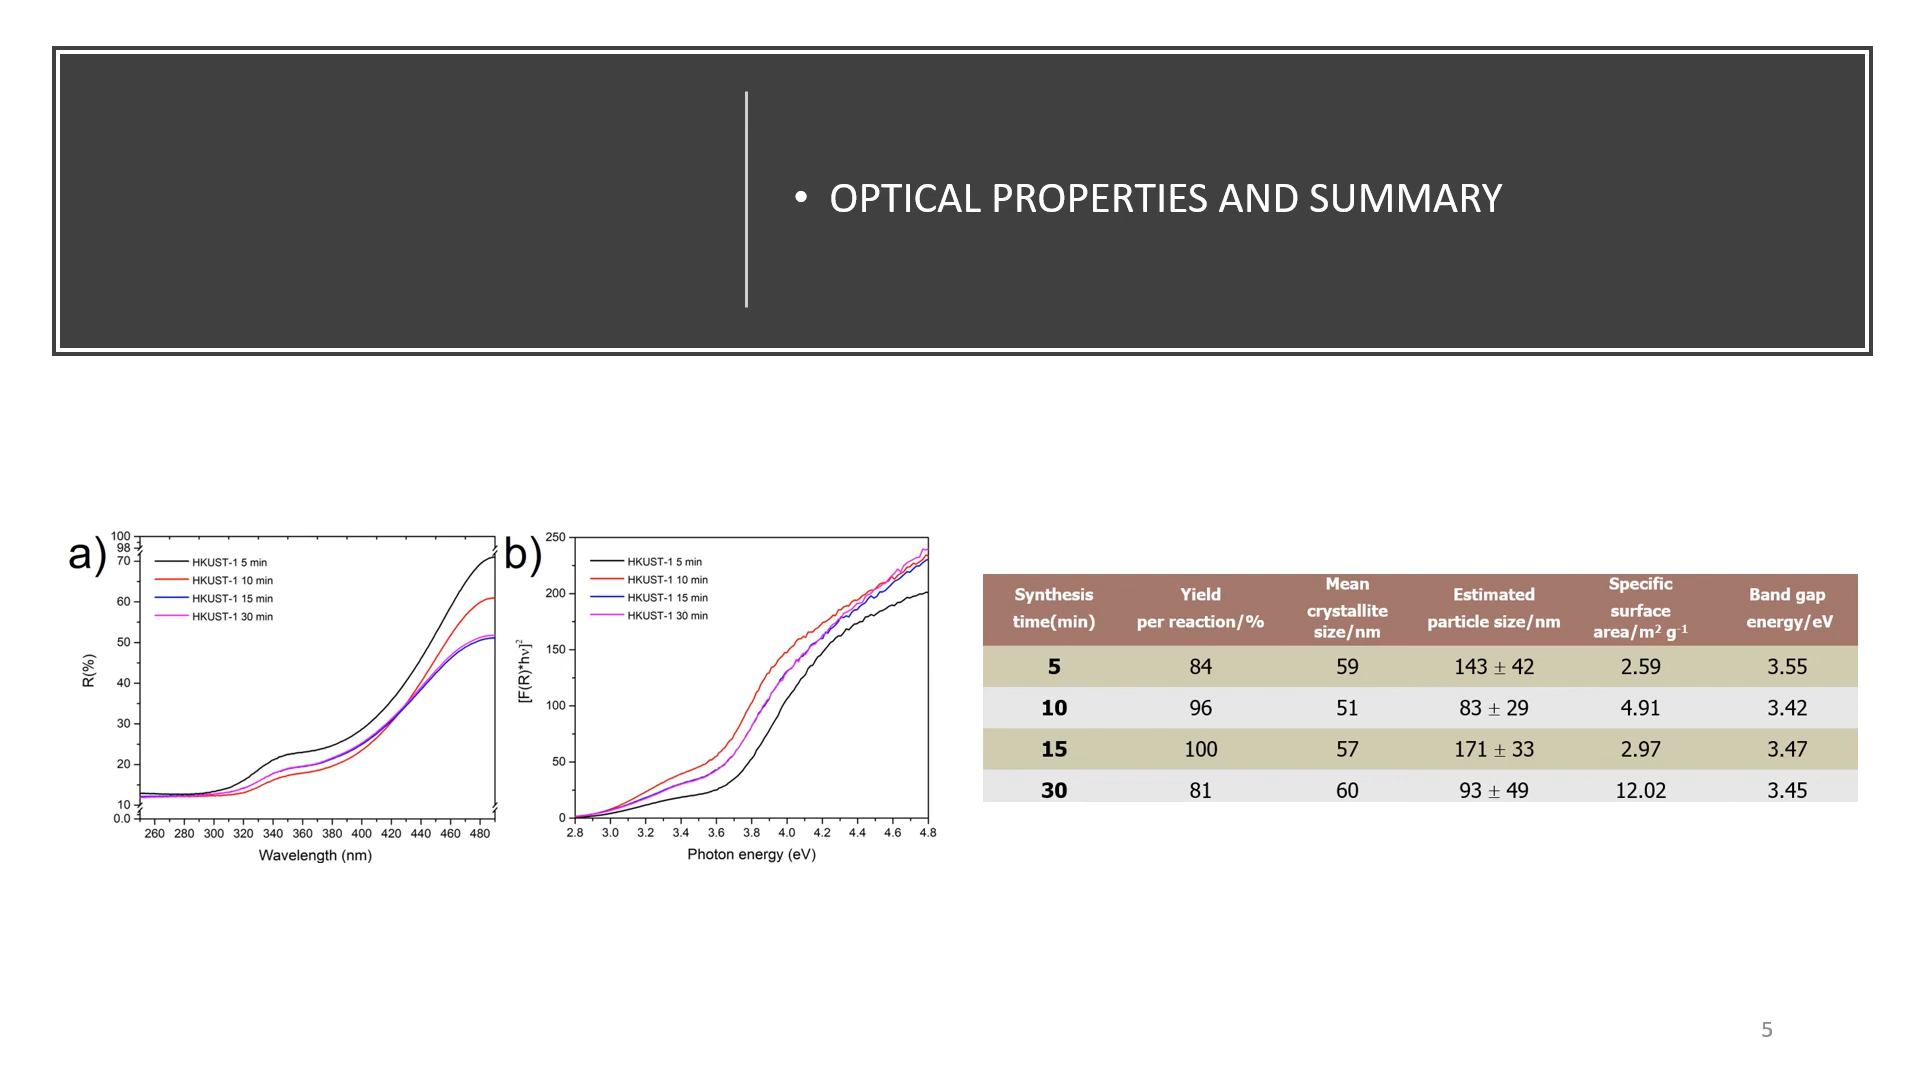 • OPTICAL PROPERTIES AND SUMMARY
a)
100
98
70
60
50
40
30
20
10
0.0
R(%)
HKUST-1 5 min
HKUST-1 10 min
HKUST-1 15 min
HKUST-1 30 min
260 280 300 320 340 360 380 400 420 440 460 480
Wavelength (nm)
b)
250
200
150
100
50
0
[F(R)*hν]²
HKUST-1 5 min
HKUST-1 10 min
HKUST-1 15 min
HKUST-1 30 min
2.8 3.0 3.2 3.4 3.6 3.8 4.0 4.2 4.4 4.6 4.8
Photon energy (eV)
Synthesis time(min) Yield per reaction/% Mean crystallite size/nm Estimated particle size/nm Specific surface area/m² g⁻¹ Band gap energy/eV
5 84 59 143 ± 42 2.59 3.55
10 96 51 83 ± 29 4.91 3.42
15 100 57 171 ± 33 2.97 3.47
30 81 60 93 ± 49 12.02 3.45
5